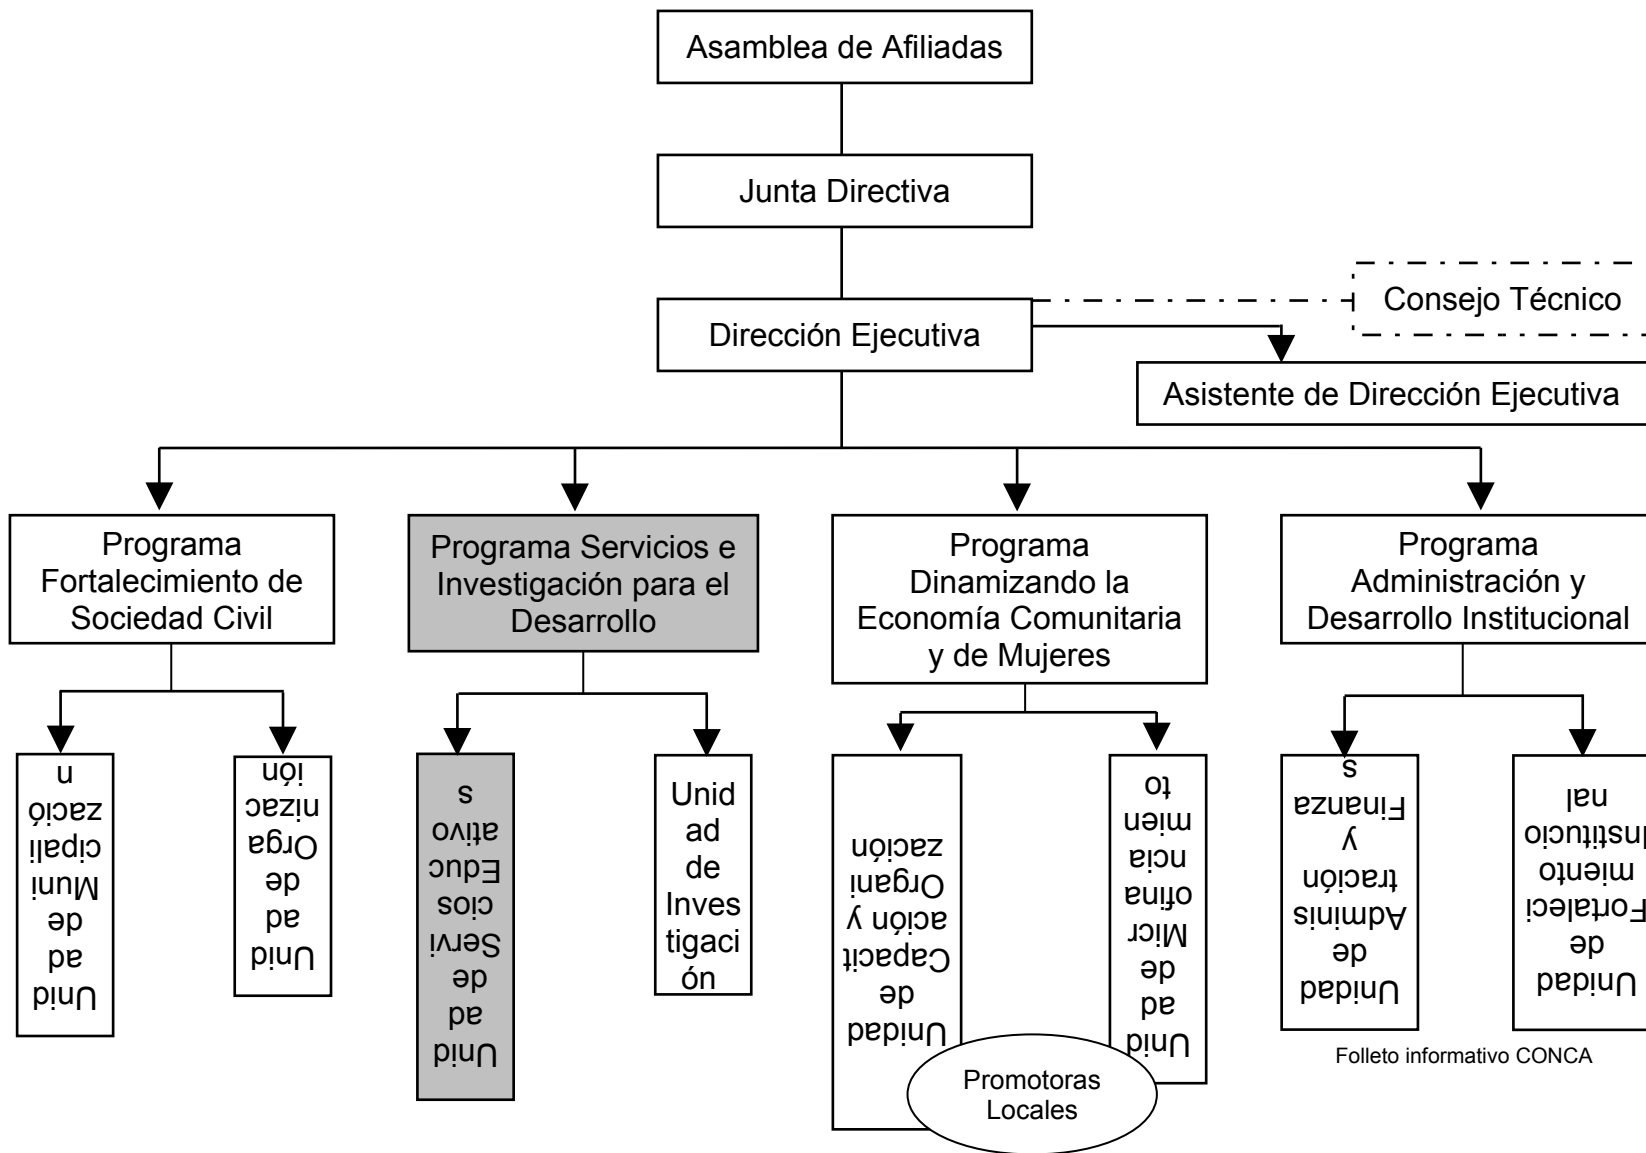 Asamblea de Afiliadas
Junta Directiva
Consejo Técnico
Dirección Ejecutiva
Asistente de Dirección Ejecutiva
Programa
Fortalecimiento de
Sociedad Civil
Programa Servicios e
Investigación para el
Desarrollo
Programa
Dinamizando la
Economía Comunitaria
y de Mujeres
Programa
Administración y
Desarrollo Institucional
Unid
ad
de
Muni
cipali
zació
n
Unid
ad
de
Orga
nizac
ión
Unid
ad
de
Servi
cios
Educ
ativo
s
Unid
ad
de
Inves
tigaci
ón
Unidad
de
Capacit
ación y
Organi
zación
Unid
ad
de
Micr
ofina
ncia
mien
to
Unidad
de
Adminis
tración
y
Finanza
s
Unidad
de
Fortaleci
miento
Institucio
nal
Promotoras
Locales
Folleto informativo CONCA